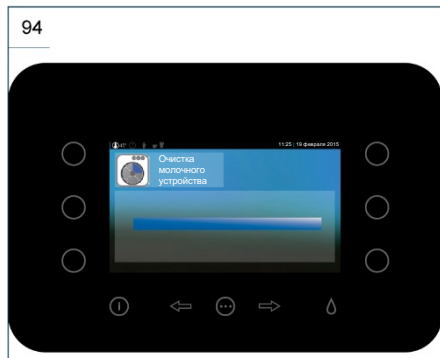 94
11:25 | 19 февраля 2015
Очистка
молочного
устройства